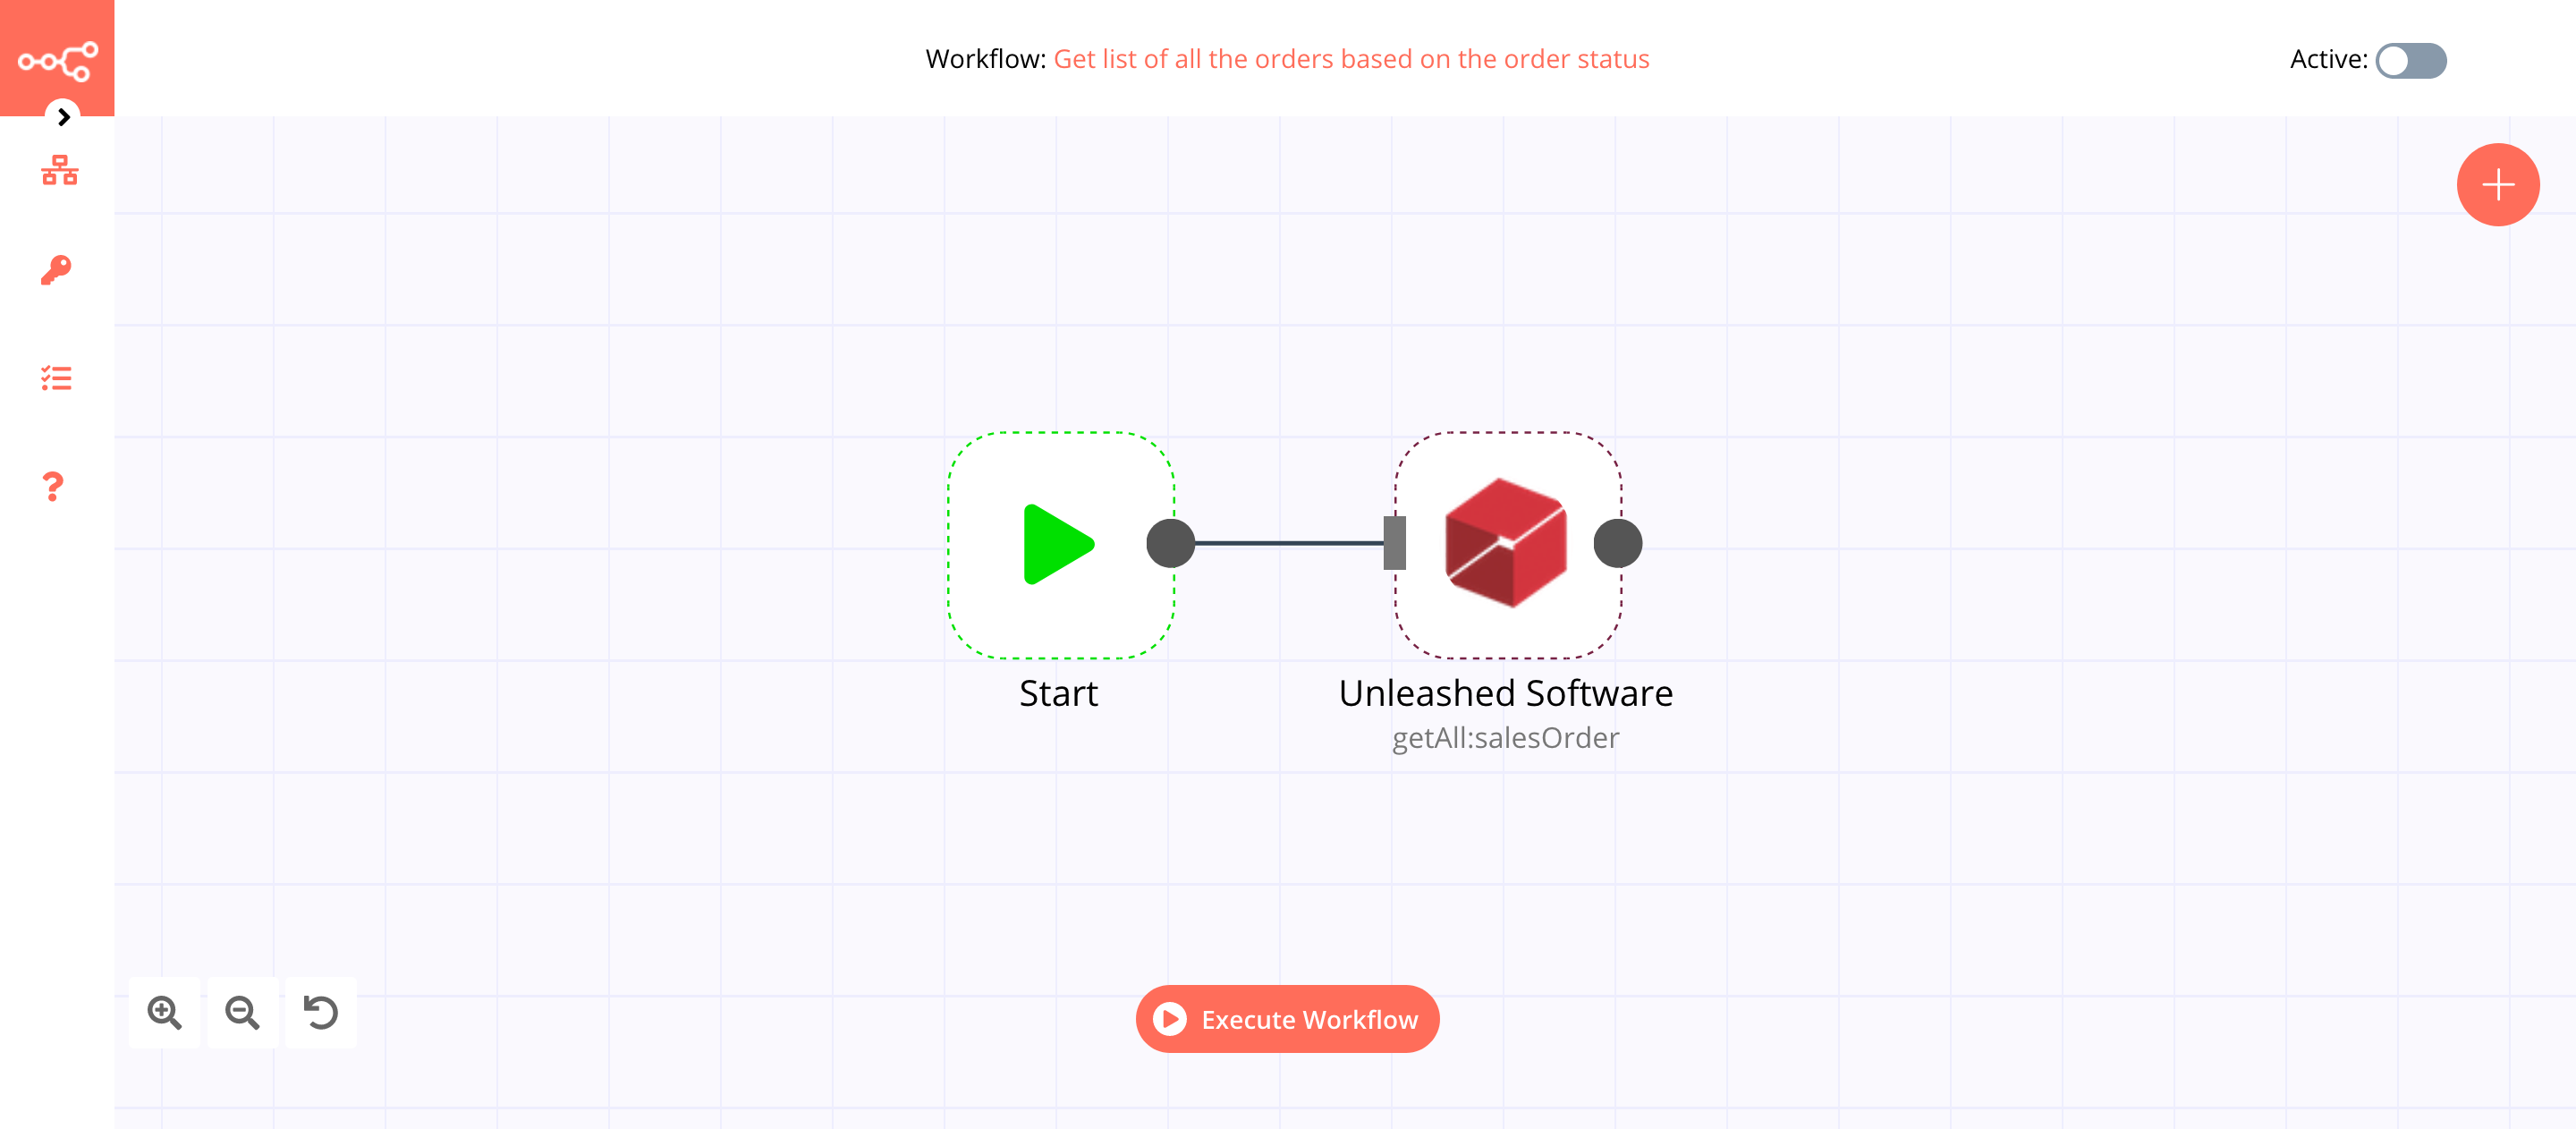 Workflow: Get list of all the orders based on the order status
Active:
Start
Unleashed Software
getAll:salesOrder
Execute Workflow